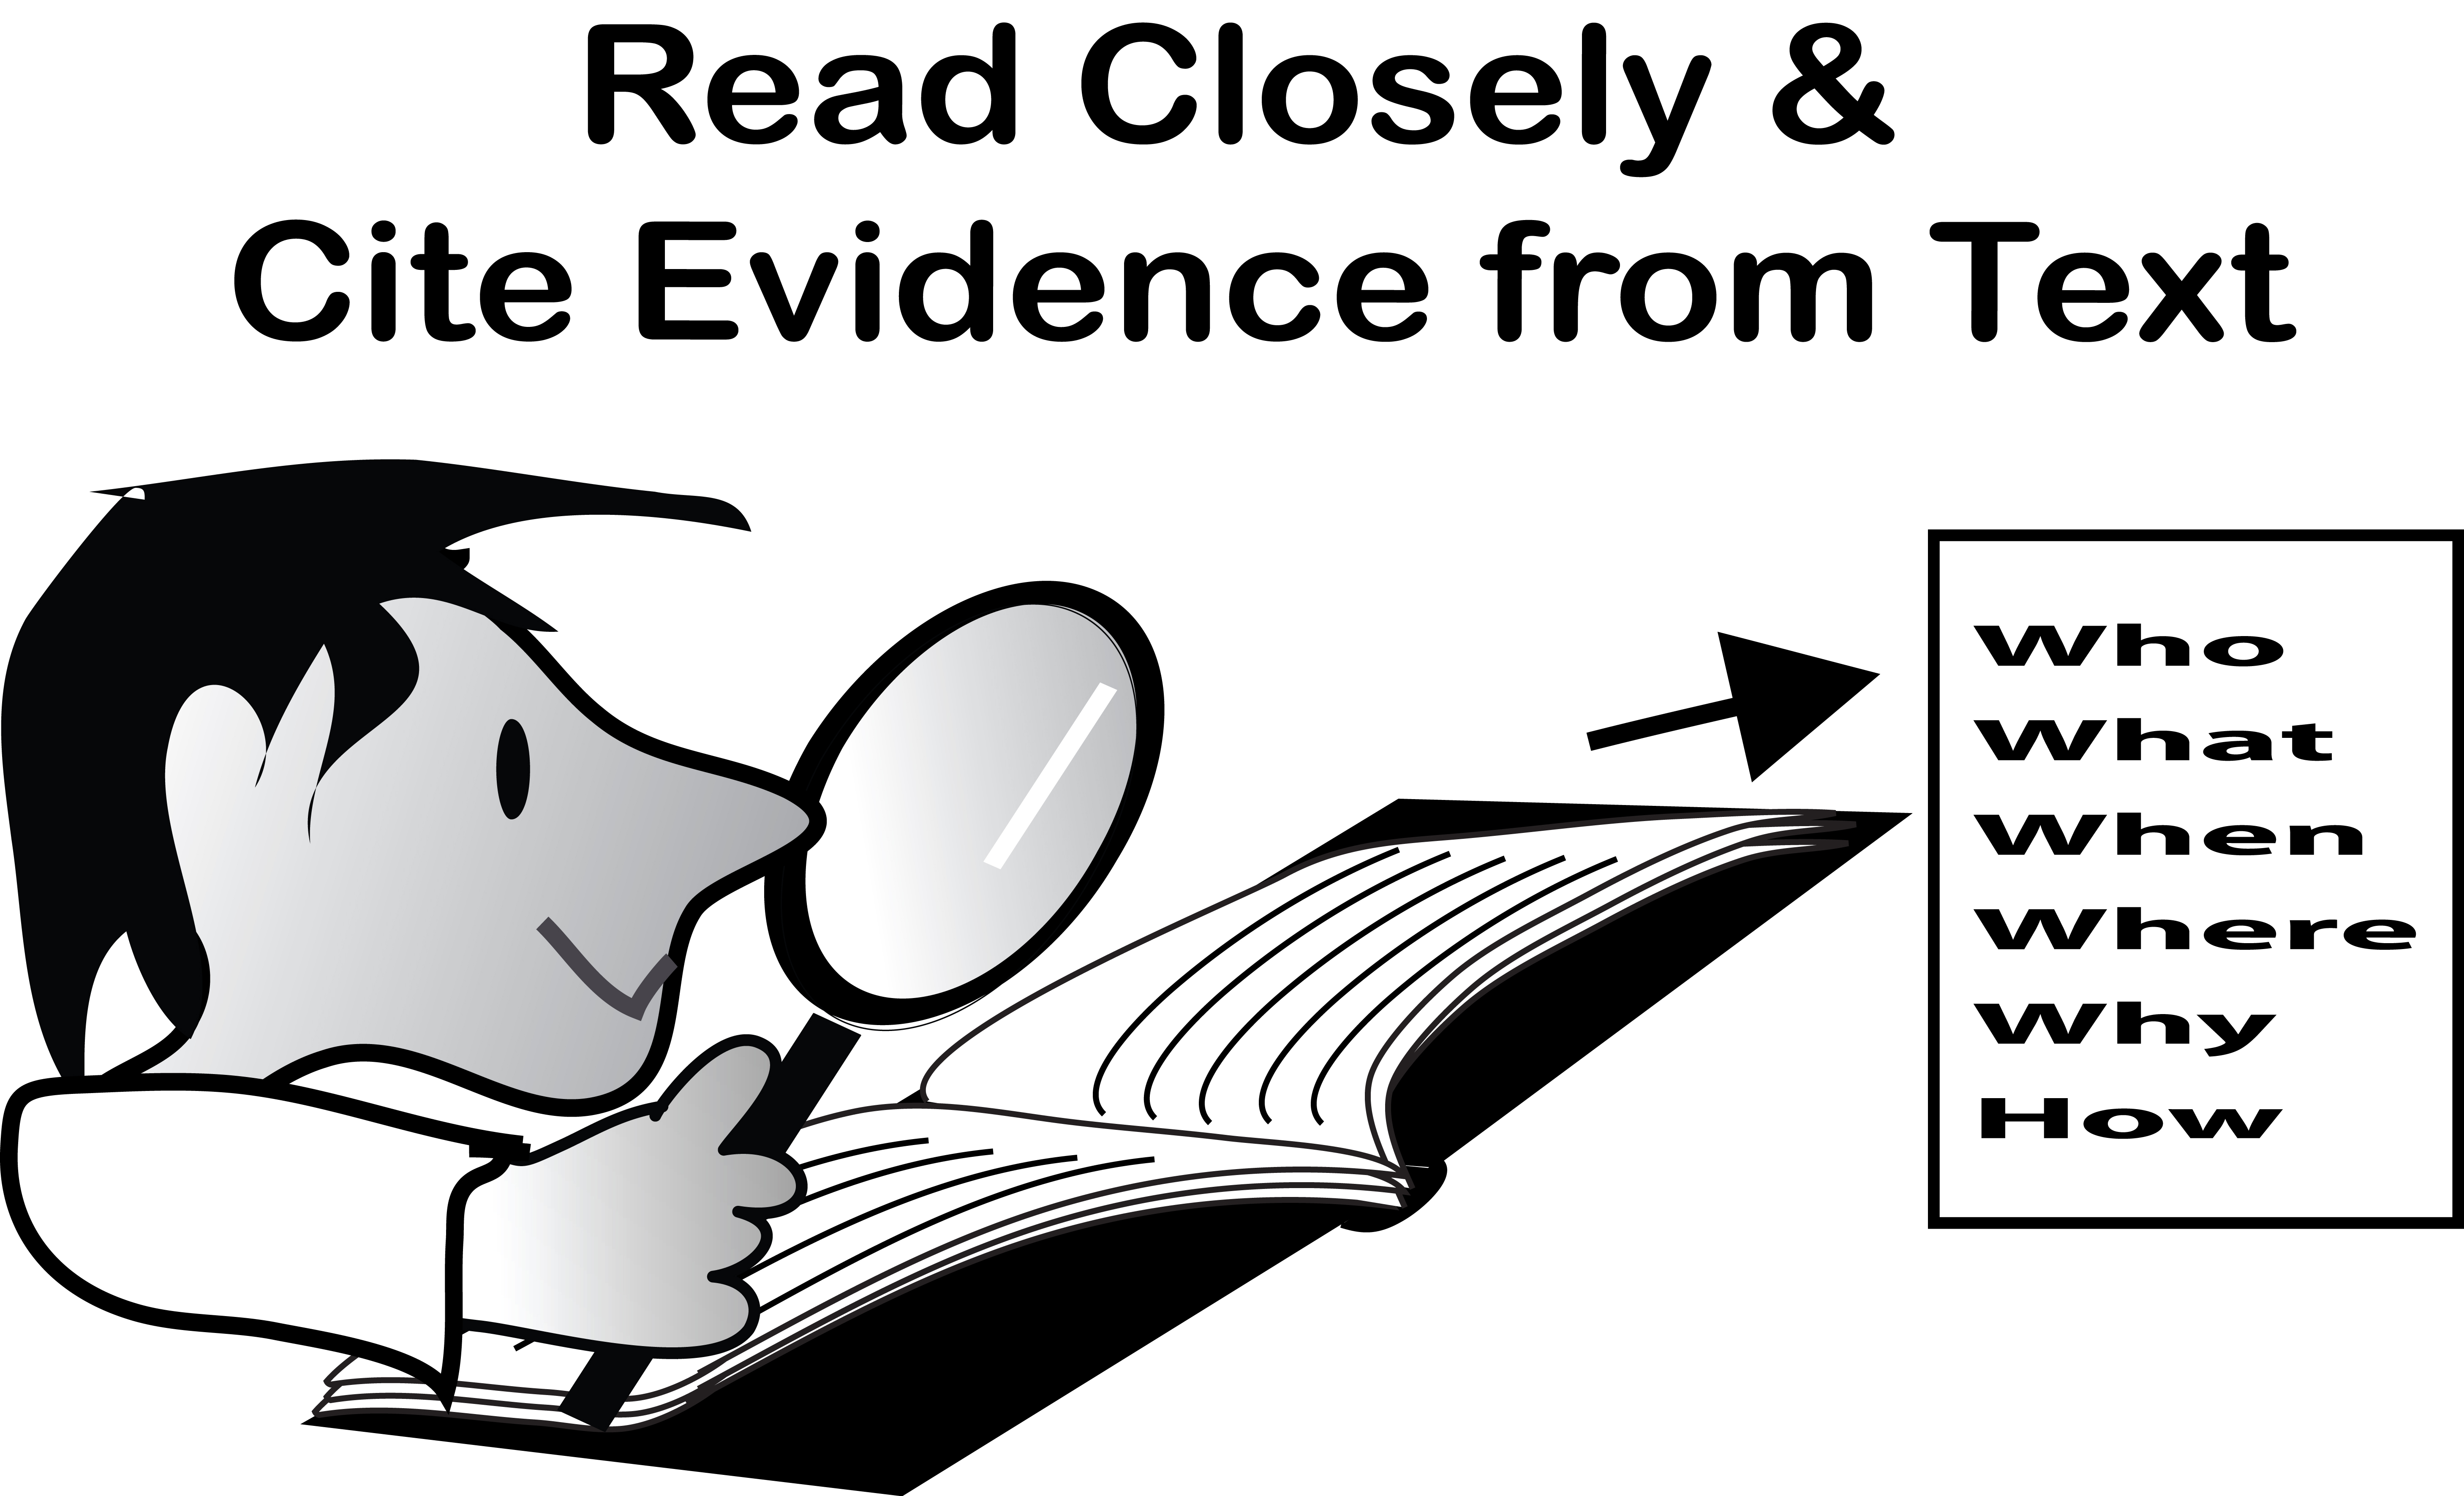 Read Closely &
Cite Evidence from Text
Who
What
When
Where
Why
How